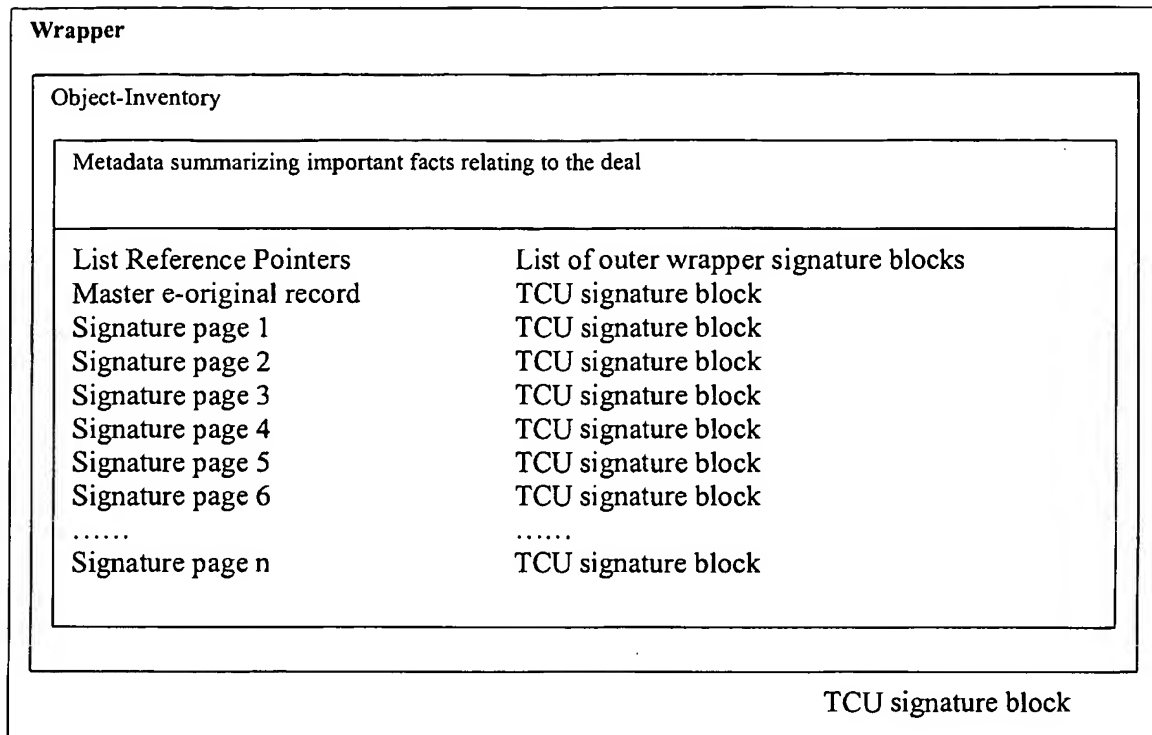 Wrapper
Object-Inventory
Metadata summarizing important facts relating to the deal
List Reference Pointers List of outer wrapper signature blocks
Master e-original record TCU signature block
Signature page 1 TCU signature block
Signature page 2 TCU signature block
Signature page 3 TCU signature block
Signature page 4 TCU signature block
Signature page 5 TCU signature block
Signature page 6 TCU signature block
...... ......
Signature page n TCU signature block
TCU signature block